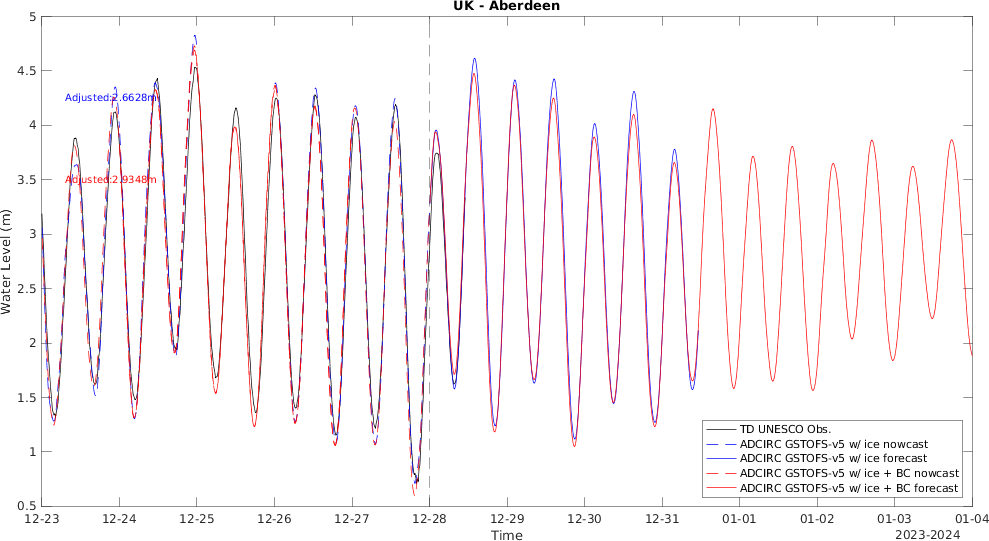 UK - Aberdeen
5
4.5
4
3.5
3
2.5
2
1.5
1
0.5
Water Level (m)
Adjusted:2.6628m
Adjusted:2.9348m
TD UNESCO Obs.
ADCIRC GSTOFS-v5 w/ ice nowcast
ADCIRC GSTOFS-v5 w/ ice forecast
ADCIRC GSTOFS-v5 w/ ice + BC nowcast
ADCIRC GSTOFS-v5 w/ ice + BC forecast
12-23 12-24 12-25 12-26 12-27 12-28 12-29 12-30 12-31 01-01 01-02 01-03 01-04
Time
2023-2024